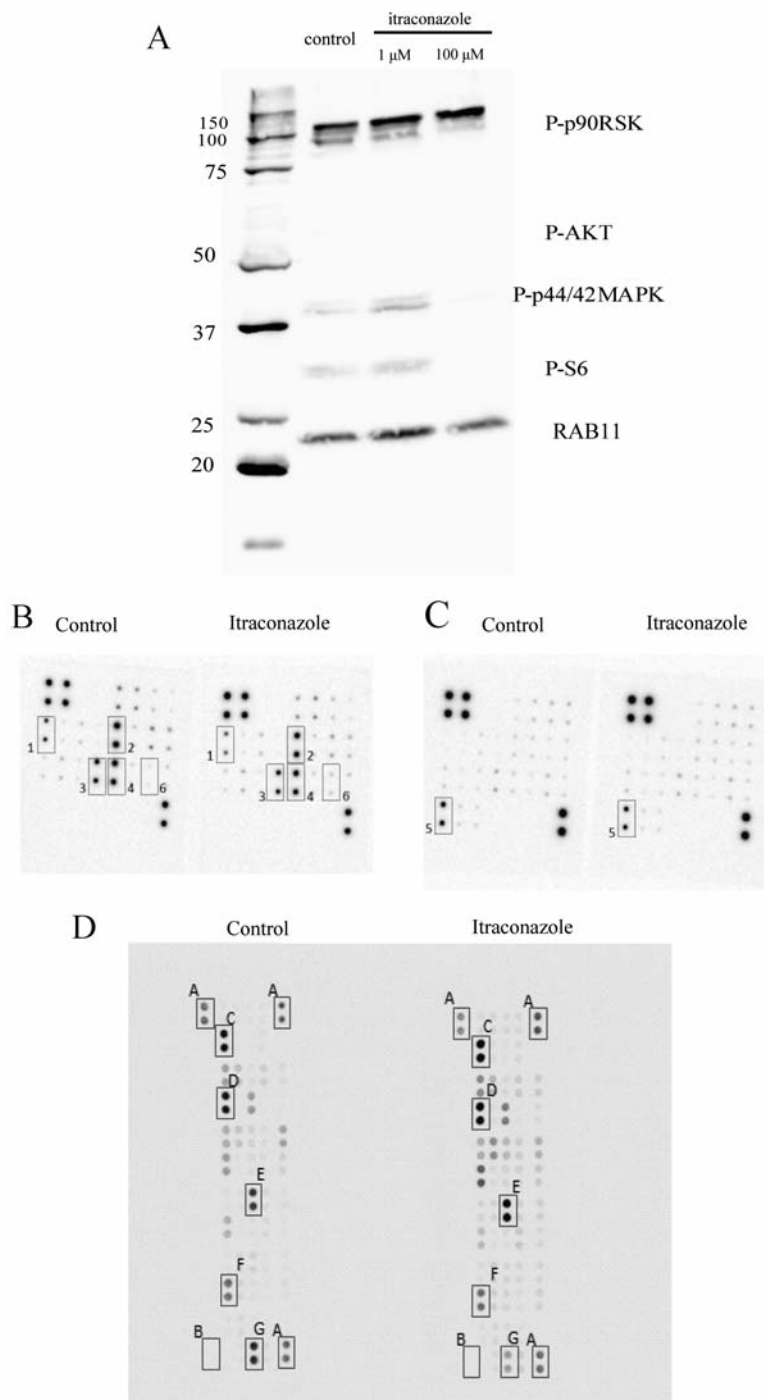 A
control
itraconazole
1 μM
100 μM
150
100
75
50
37
25
20
P-p90RSK
P-AKT
P-p44/42MAPK
P-S6
RAB11
B
Control
Itraconazole
1
2
3
4
6
1
2
3
4
6
C
Control
Itraconazole
5
5
D
Control
Itraconazole
A
A
C
D
E
F
B
G
A
A
A
C
D
E
F
B
G
A